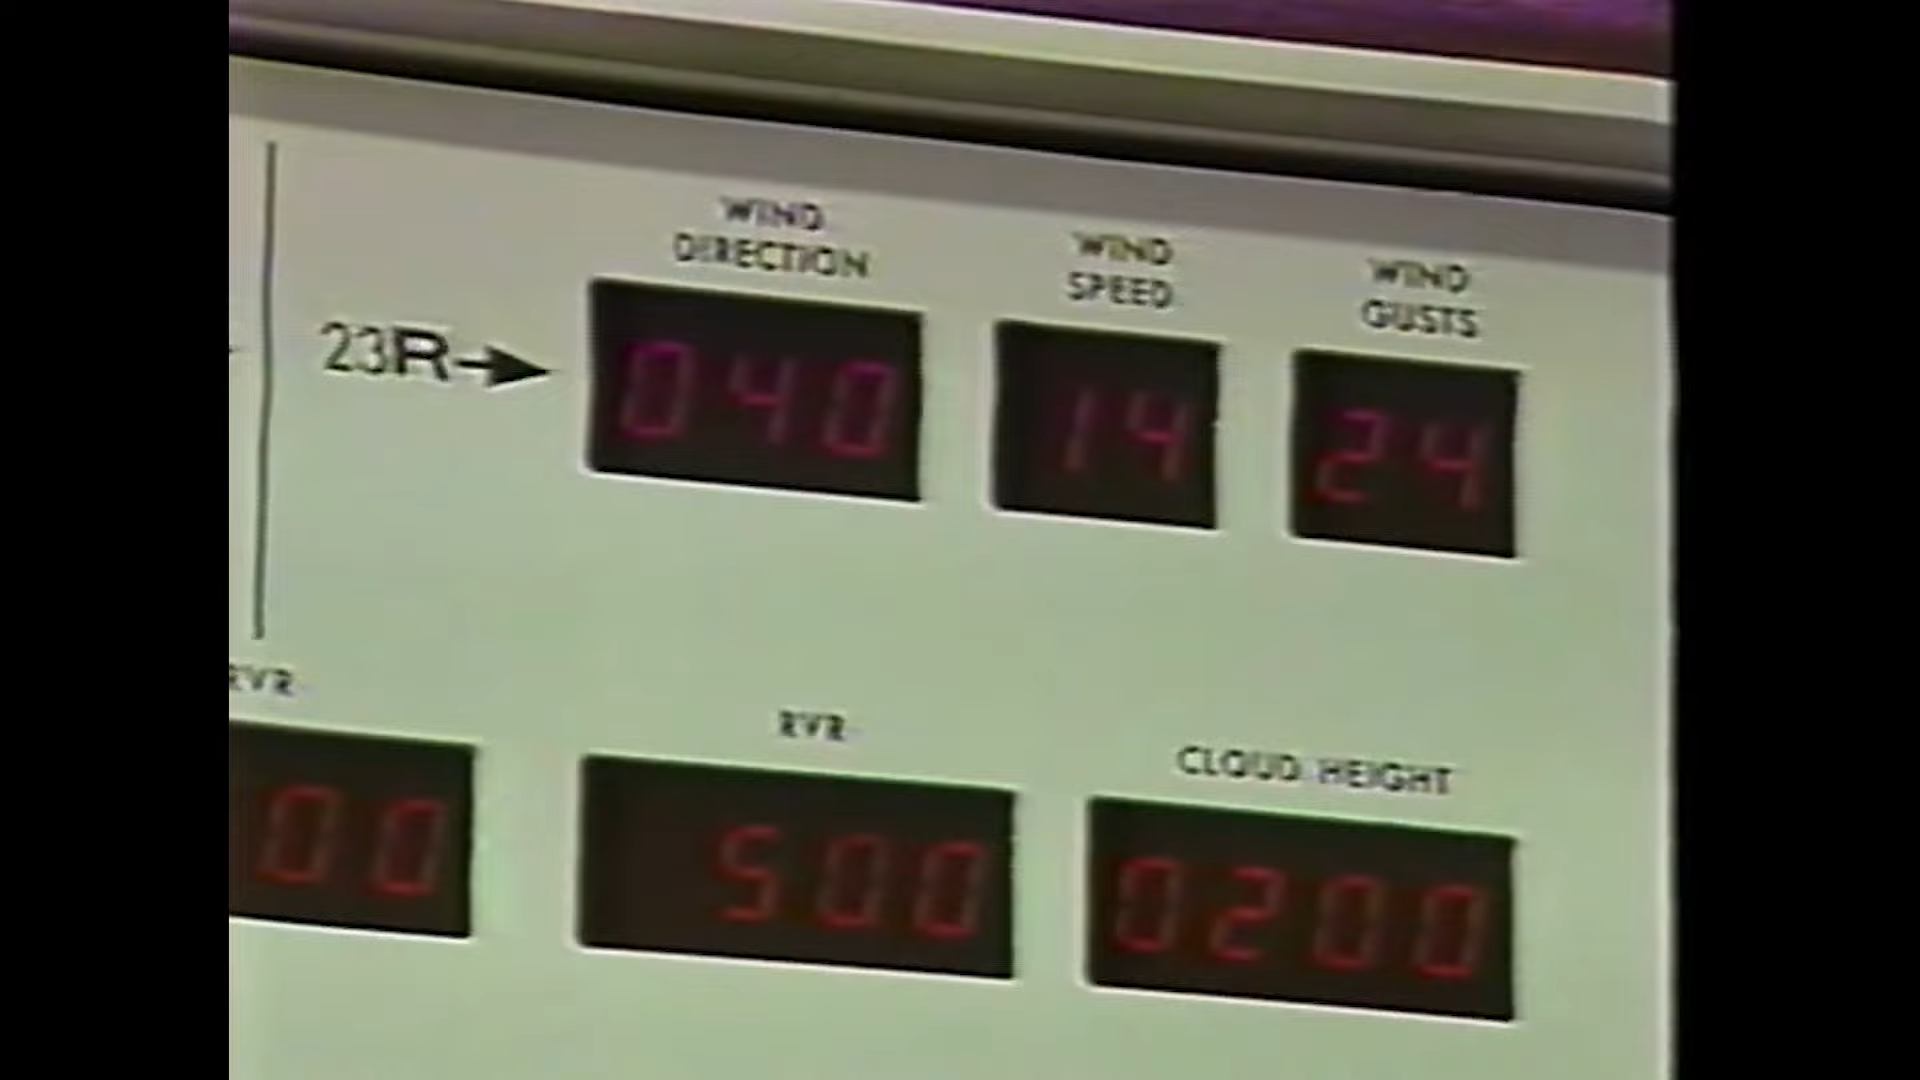 WIND
DIRECTION
WIND
SPEED
WIND
GUSTS
23R
040
14
24
RVR
RVR
CLOUD HEIGHT
00
500
0200